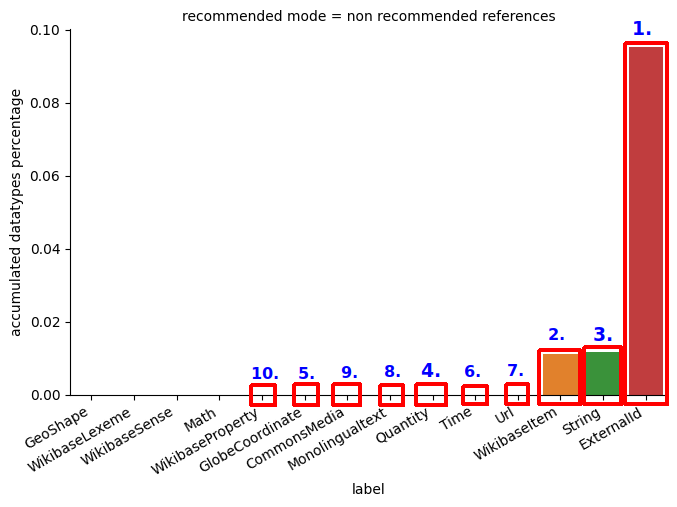 recommended mode = non recommended references
accumulated datatypes percentage
0.10
0.08
0.06
0.04
0.02
0.00
1.
2.
3.
4.
5.
6.
7.
8.
9.
10.
GeoShape
WikibaseLexeme
WikibaseSense
Math
WikibaseProperty
GlobeCoordinate
CommonsMedia
Monolingualtext
Quantity
Time
Url
WikibaseItem
String
ExternalId
label